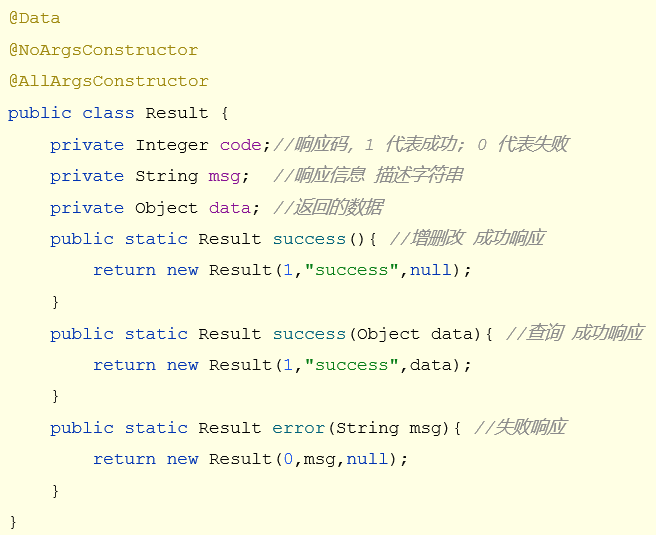 @Data
@NoArgsConstructor
@AllArgsConstructor
public class Result {
    private Integer code;//响应码, 1 代表成功; 0 代表失败
    private String msg;  //响应信息 描述字符串
    private Object data; //返回的数据
    public static Result success(){ //增删改 成功响应
        return new Result(1,"success",null);
    }
    public static Result success(Object data){ //查询 成功响应
        return new Result(1,"success",data);
    }
    public static Result error(String msg){ //失败响应
        return new Result(0,msg,null);
    }
}